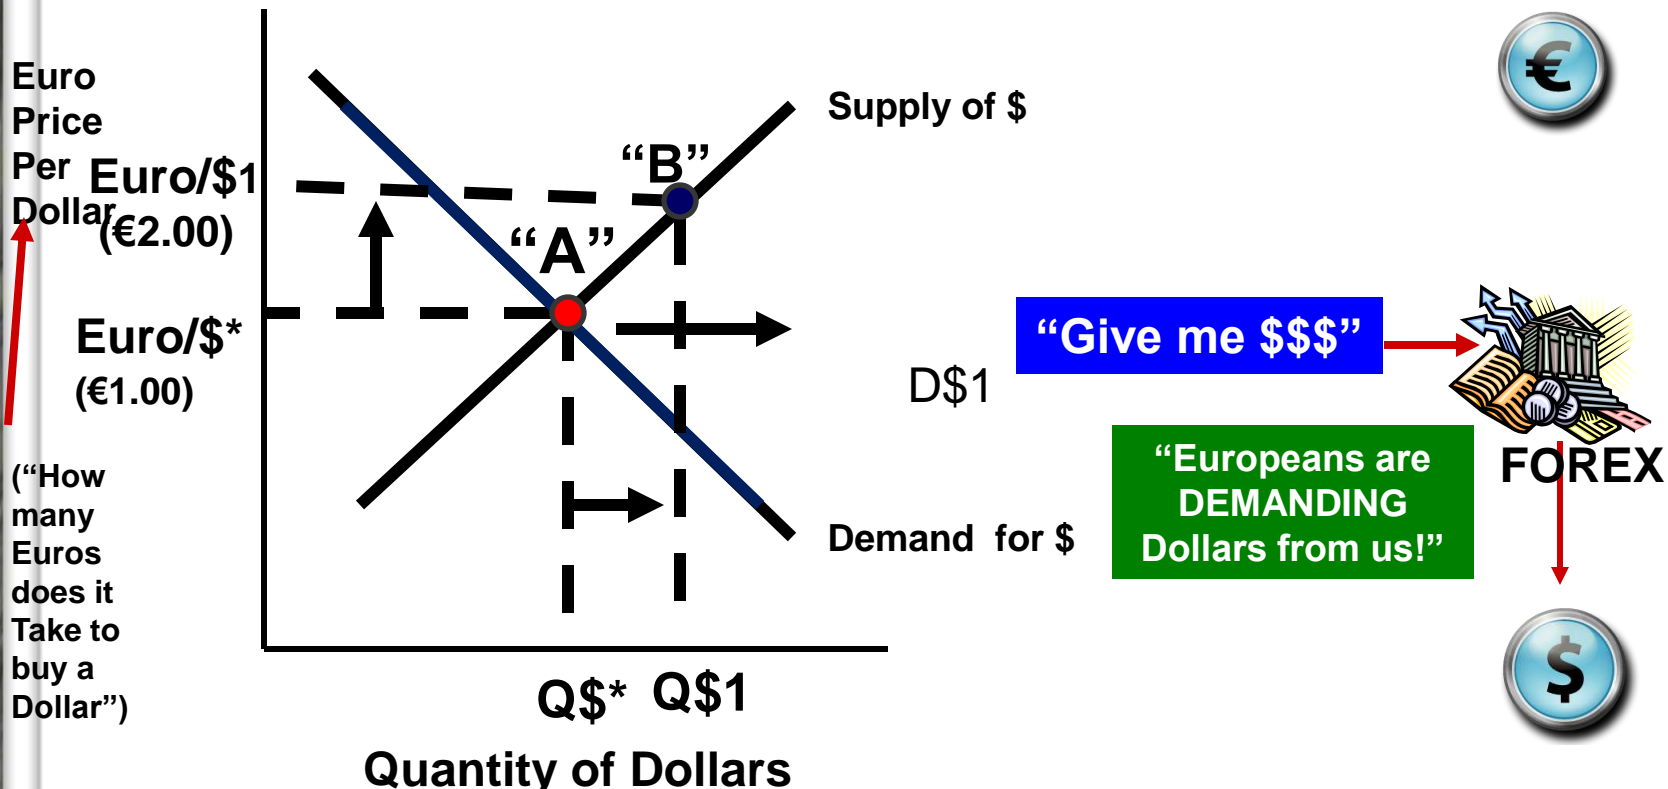 Euro
Price
Per
Dollar
Euro/$1
(€2.00)
Euro/$*
(€1.00)
(“How
many
Euros
does it
Take to
buy a
Dollar”)
“B”
“A”
Supply of $
D$1
Demand for $
Q$* Q$1
Quantity of Dollars
€
“Give me $$$”
“Europeans are
DEMANDING
Dollars from us!”
FOREX
$